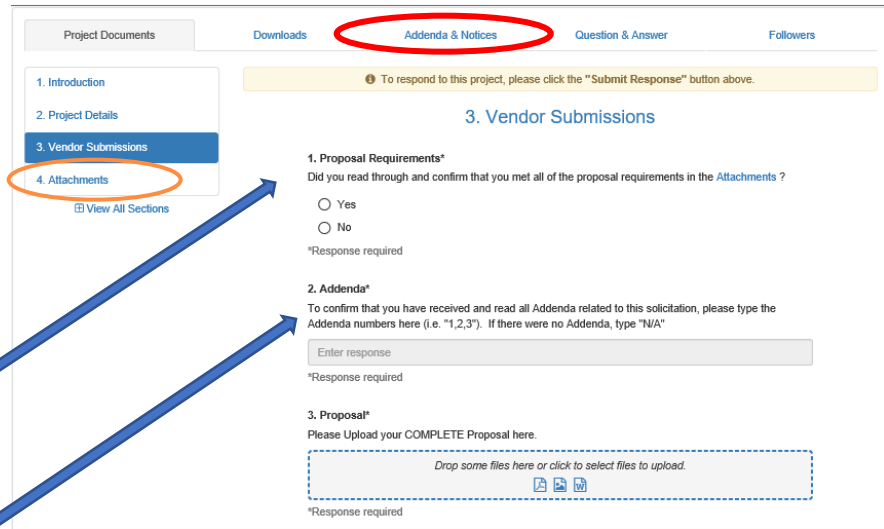 Project Documents
Downloads
Addenda & Notices
Question & Answer
Followers
1. Introduction
2. Project Details
3. Vendor Submissions
4. Attachments
View All Sections
To respond to this project, please click the "Submit Response" button above.
3. Vendor Submissions
1. Proposal Requirements*
Did you read through and confirm that you met all of the proposal requirements in the Attachments ?
Yes
No
*Response required
2. Addenda*
To confirm that you have received and read all Addenda related to this solicitation, please type the
Addenda numbers here (i.e. "1,2,3"). If there were no Addenda, type "N/A"
Enter response
*Response required
3. Proposal*
Please Upload your COMPLETE Proposal here.
Drop some files here or click to select files to upload.
*Response required